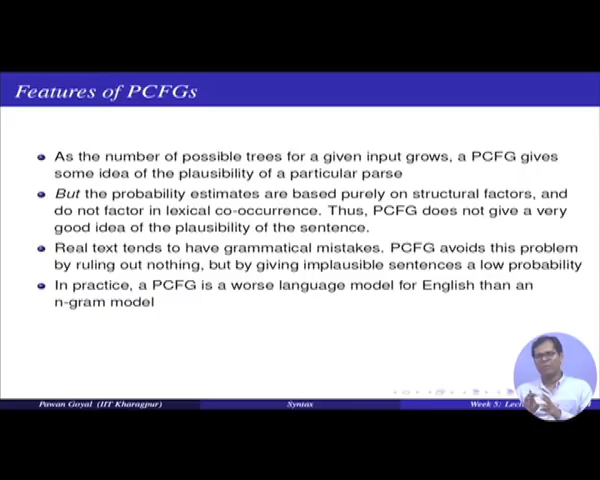 Features of PCFGs
As the number of possible trees for a given input grows, a PCFG gives
some idea of the plausibility of a particular parse
But the probability estimates are based purely on structural factors, and
do not factor in lexical co-occurrence. Thus, PCFG does not give a very
good idea of the plausibility of the sentence.
Real text tends to have grammatical mistakes. PCFG avoids this problem
by ruling out nothing, but by giving implausible sentences a low probability
In practice, a PCFG is a worse language model for English than an
n-gram model
Pawan Goyal (IIT Kharagpur) Syntax Week 5: